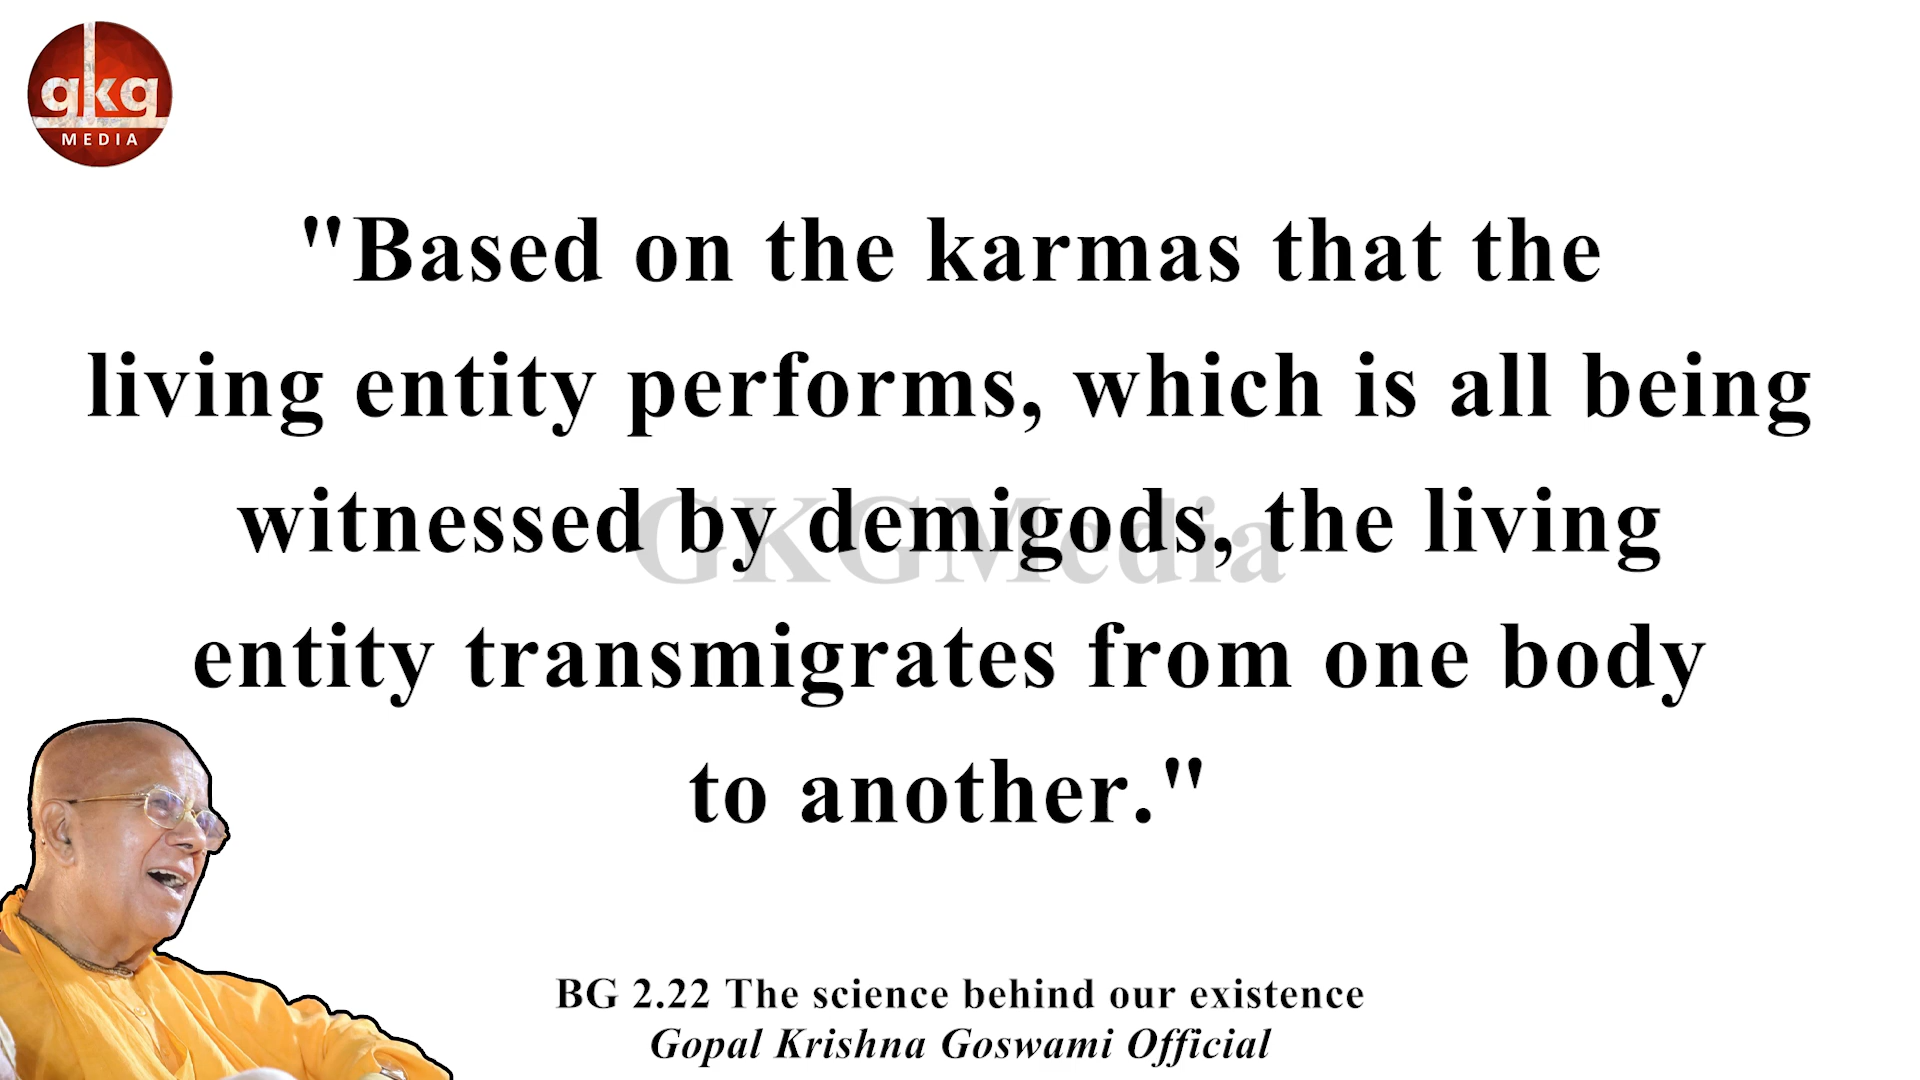 gkg
MEDIA
"Based on the karmas that the
living entity performs, which is all being
witnessed by demigods, the living
entity transmigrates from one body
to another."
GKGMedia
BG 2.22 The science behind our existence
Gopal Krishna Goswami Official